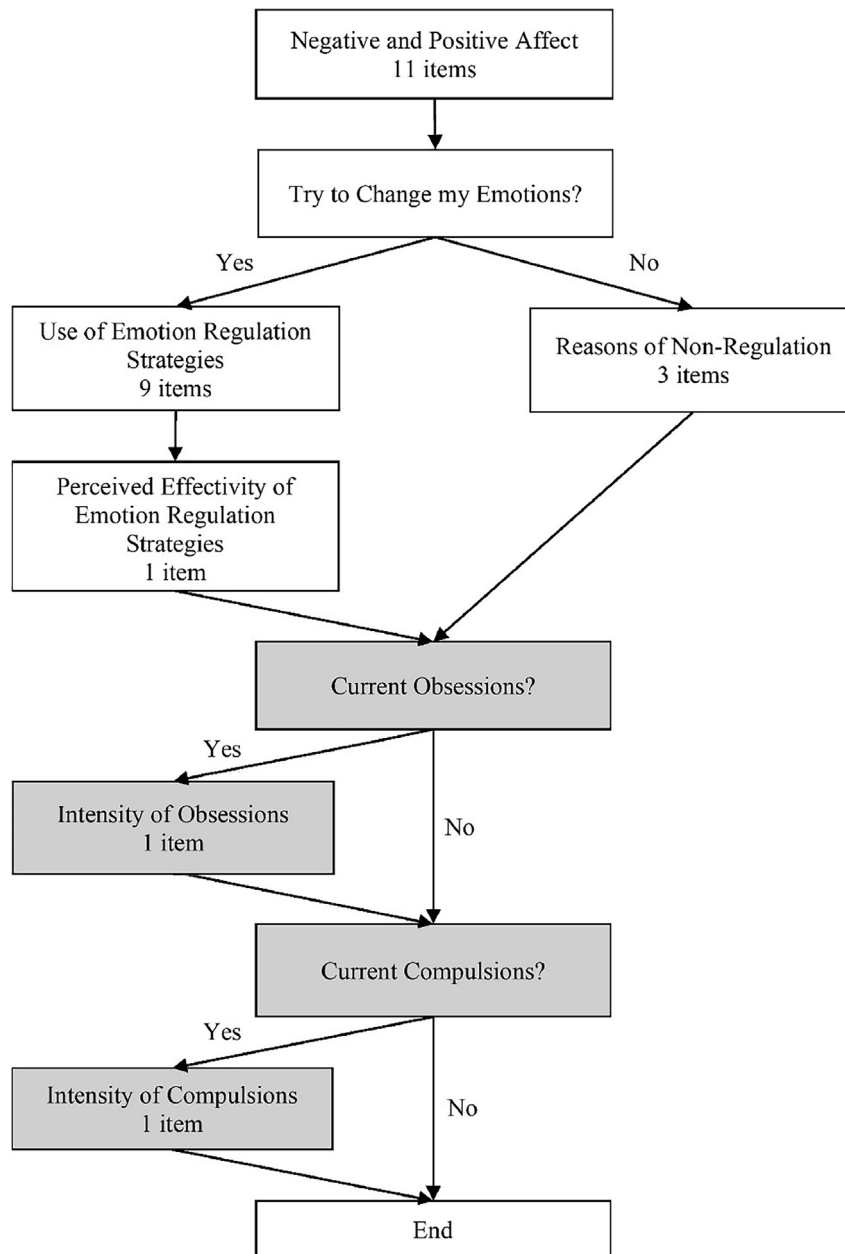 Negative and Positive Affect
11 items
Try to Change my Emotions?
Yes
No
Use of Emotion Regulation
Strategies
9 items
Reasons of Non-Regulation
3 items
Perceived Effectivity of
Emotion Regulation
Strategies
1 item
Current Obsessions?
Yes
Intensity of Obsessions
1 item
No
Current Compulsions?
Yes
Intensity of Compulsions
1 item
No
End